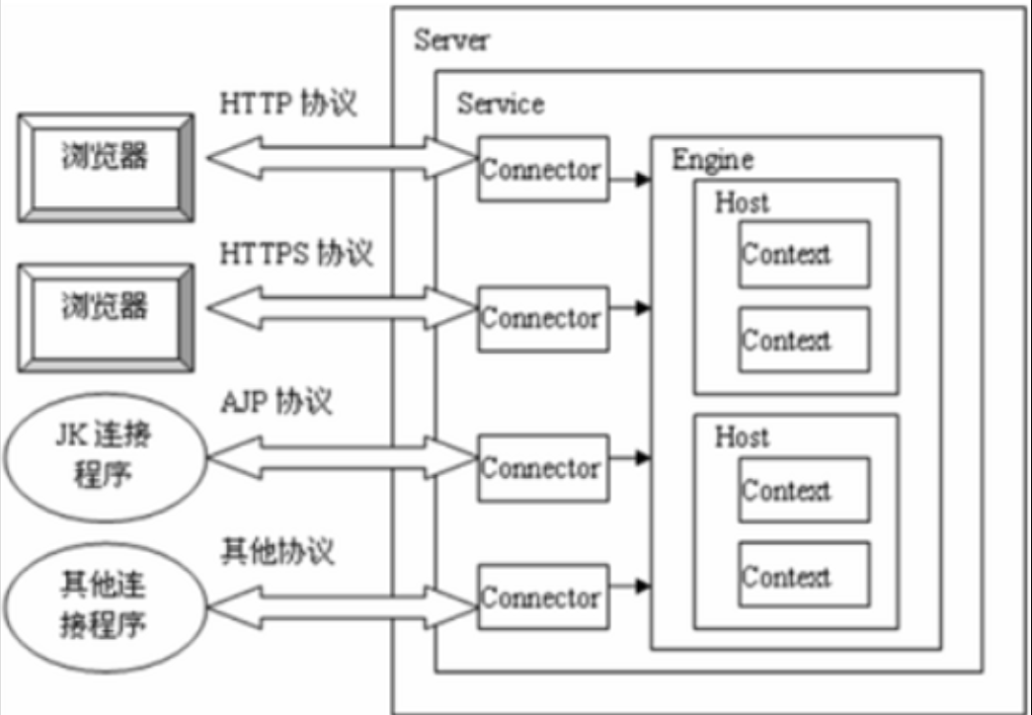 Server
Service
HTTP 协议
浏览器
Connector
Engine
Host
Context
Context
HTTPS 协议
浏览器
Connector
AJP 协议
JK 连接
程序
Connector
Host
Context
Context
其他协议
其他连
接程序
Connector